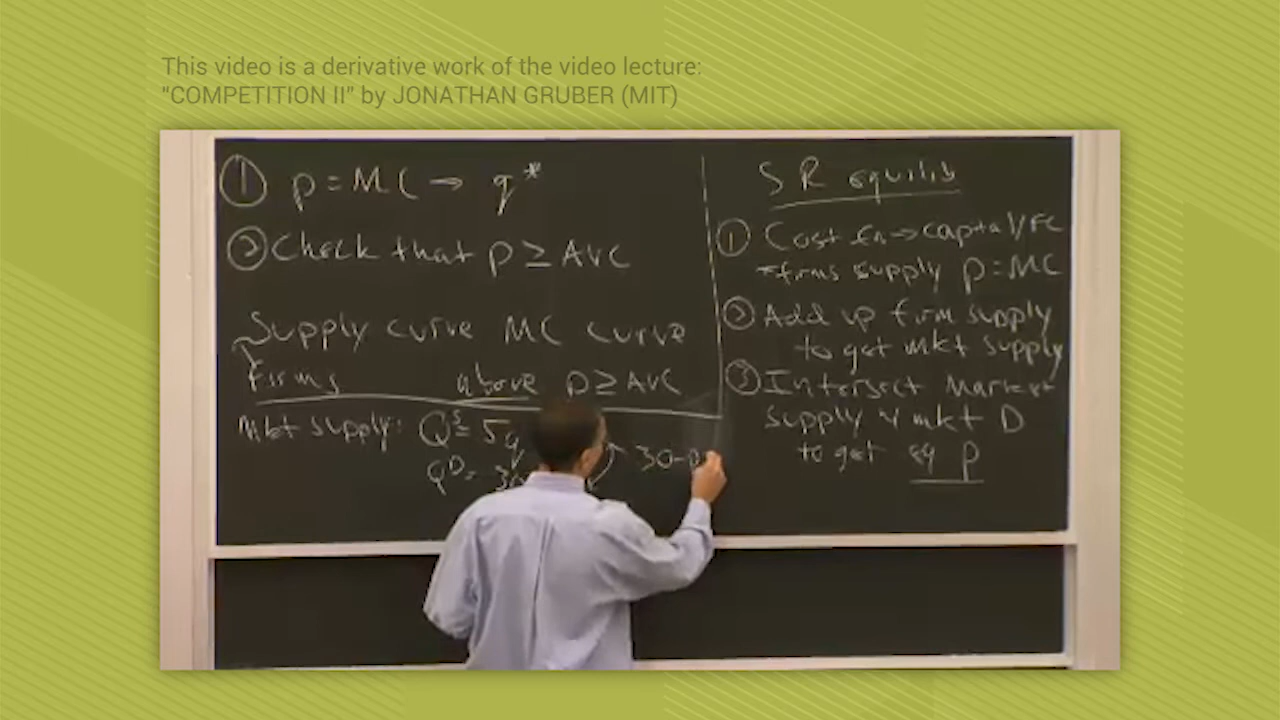 This video is a derivative work of the video lecture:
“COMPETITION II” by JONATHAN GRUBER (MIT)
① p = MC → q*
② Check that p ≥ AVC
Supply curve MC curve
firms above p ≥ AVC
Mkt supply: Qˢ = 5q
Qᴰ = 30-p
SR equilib
① Cost fn → capital/FC
firms supply p = MC
② Add up firm supply
to get mkt supply
③ Intersect Market
supply & mkt D
to get eq p